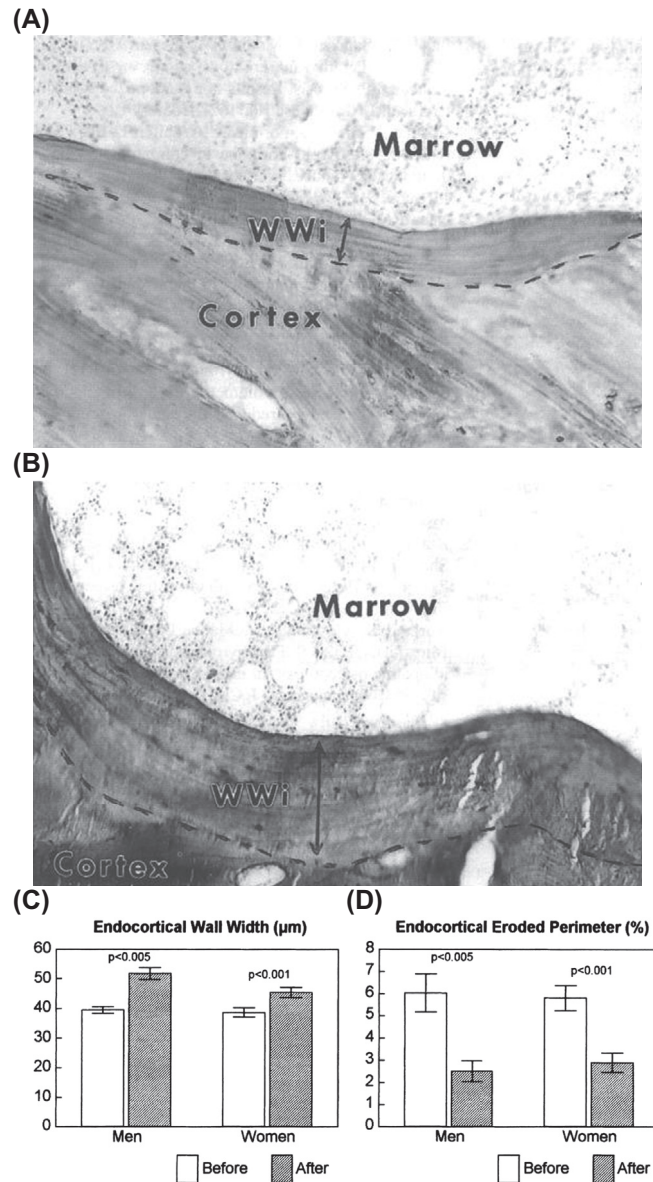 (A)
Marrow
WWi
Cortex
(B)
Marrow
WWi
Cortex
(C)
Endocortical Wall Width (μm)
60
50
40
30
20
10
0
p<0.005
p<0.001
Men
Women
Before
After
(D)
Endocortical Eroded Perimeter (%)
8
7
6
5
4
3
2
1
0
p<0.005
p<0.001
Men
Women
Before
After